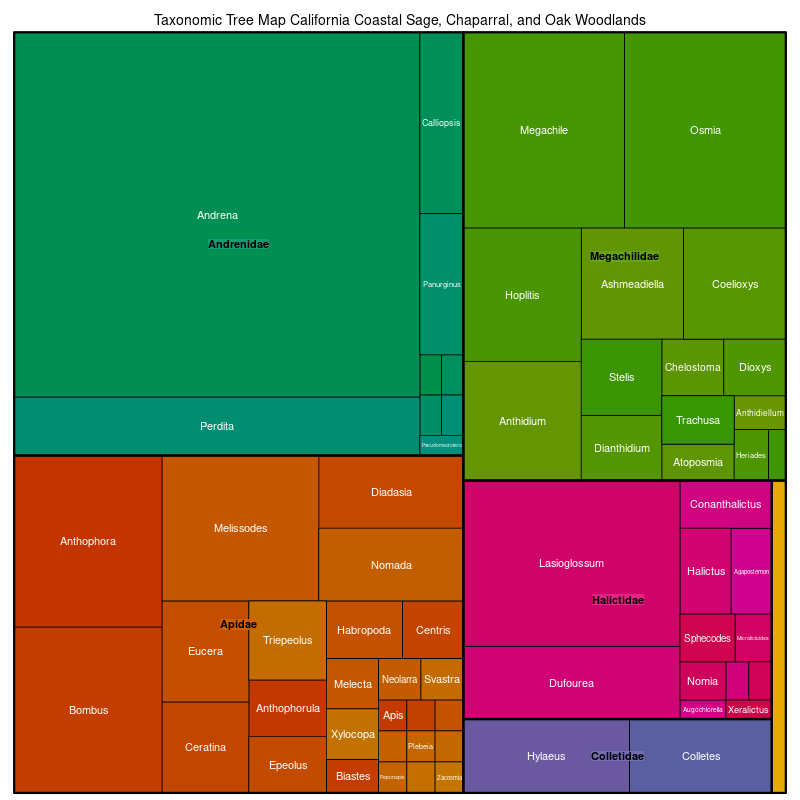 Taxonomic Tree Map California Coastal Sage, Chaparral, and Oak Woodlands
Andrena
Andrenidae
Perdita
Calliopsis
Panurginus
Megachile
Osmia
Megachilidae
Hoplitis
Ashmeadiella
Coelioxys
Anthidium
Stelis
Chelostoma
Dioxys
Dianthidium
Trachusa
Anthidiellum
Atoposmia
Heriades
Anthophora
Melissodes
Diadasia
Nomada
Apidae
Bombus
Eucera
Triepeolus
Habropoda
Centris
Ceratina
Anthophorula
Epeolus
Melecta
Neolarra
Svastra
Xylocopa
Apis
Biastes
Plebeia
Peponapis
Zacosmia
Lasioglossum
Halictidae
Dufourea
Conanthalictus
Halictus
Agapostemon
Sphecodes
Micralictoides
Nomia
Augochlorella
Xeralictus
Hylaeus
Colletidae
Colletes